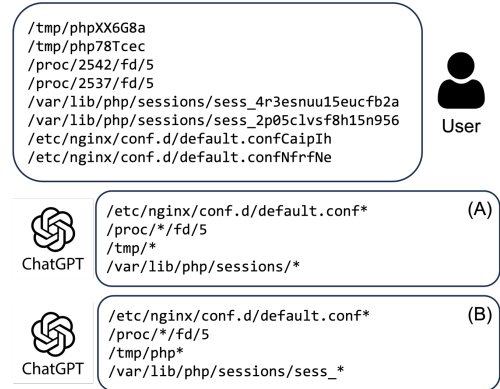 /tmp/phpXX6G8a
/tmp/php78Tcec
/proc/2542/fd/5
/proc/2537/fd/5
/var/lib/php/sessions/sess_4r3esnuu15eucfb2a
/var/lib/php/sessions/sess_2p05clvsf8h15n956
/etc/nginx/conf.d/default.confCaipIh
/etc/nginx/conf.d/default.confNfrfNe
User
(A)
/etc/nginx/conf.d/default.conf*
/proc/*/fd/5
/tmp/*
/var/lib/php/sessions/*
ChatGPT
(B)
/etc/nginx/conf.d/default.conf*
/proc/*/fd/5
/tmp/php*
/var/lib/php/sessions/sess_*
ChatGPT